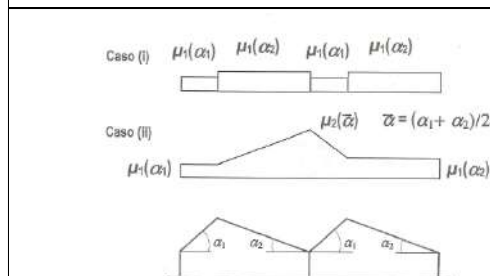 μ₁(α₁) μ₁(α₂) μ₁(α₁) μ₁(α₂)
Caso (i)
μ₂(ᾱ) ᾱ = (α₁ + α₂)/2
Caso (ii)
μ₁(α₁) μ₁(α₂)
α₁ α₂ α₁ α₂